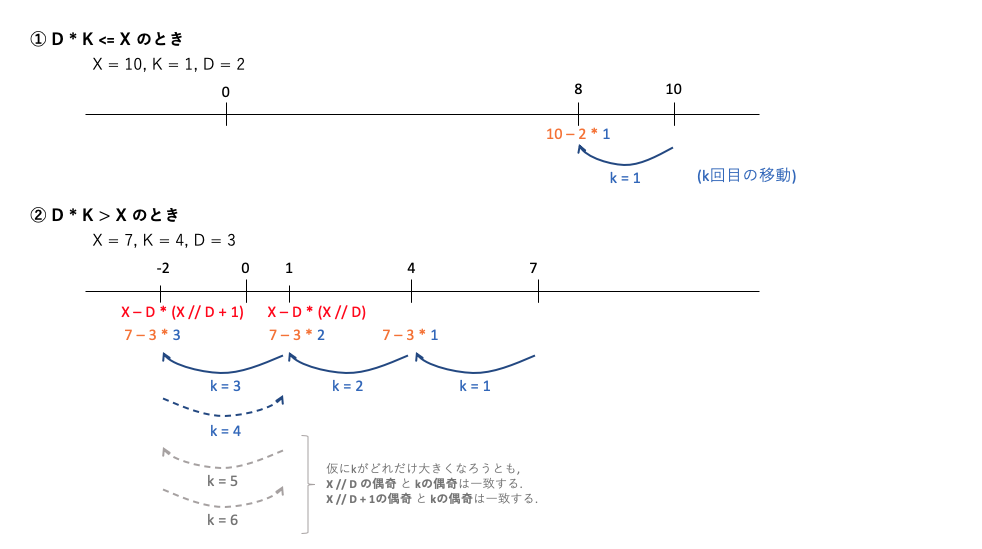 ① D * K <= X のとき
X = 10, K = 1, D = 2
0 8 10
10 – 2 * 1
k = 1 (k回目の移動)
② D * K > X のとき
X = 7, K = 4, D = 3
-2 0 1 4 7
X – D * (X // D + 1) X – D * (X // D)
7 – 3 * 3 7 – 3 * 2 7 – 3 * 1
k = 3 k = 2 k = 1
k = 4
k = 5
k = 6
仮にkがどれだけ大きくなろうとも,
X // D の偶奇 と kの偶奇は一致する.
X // D + 1の偶奇 と kの偶奇は一致する.